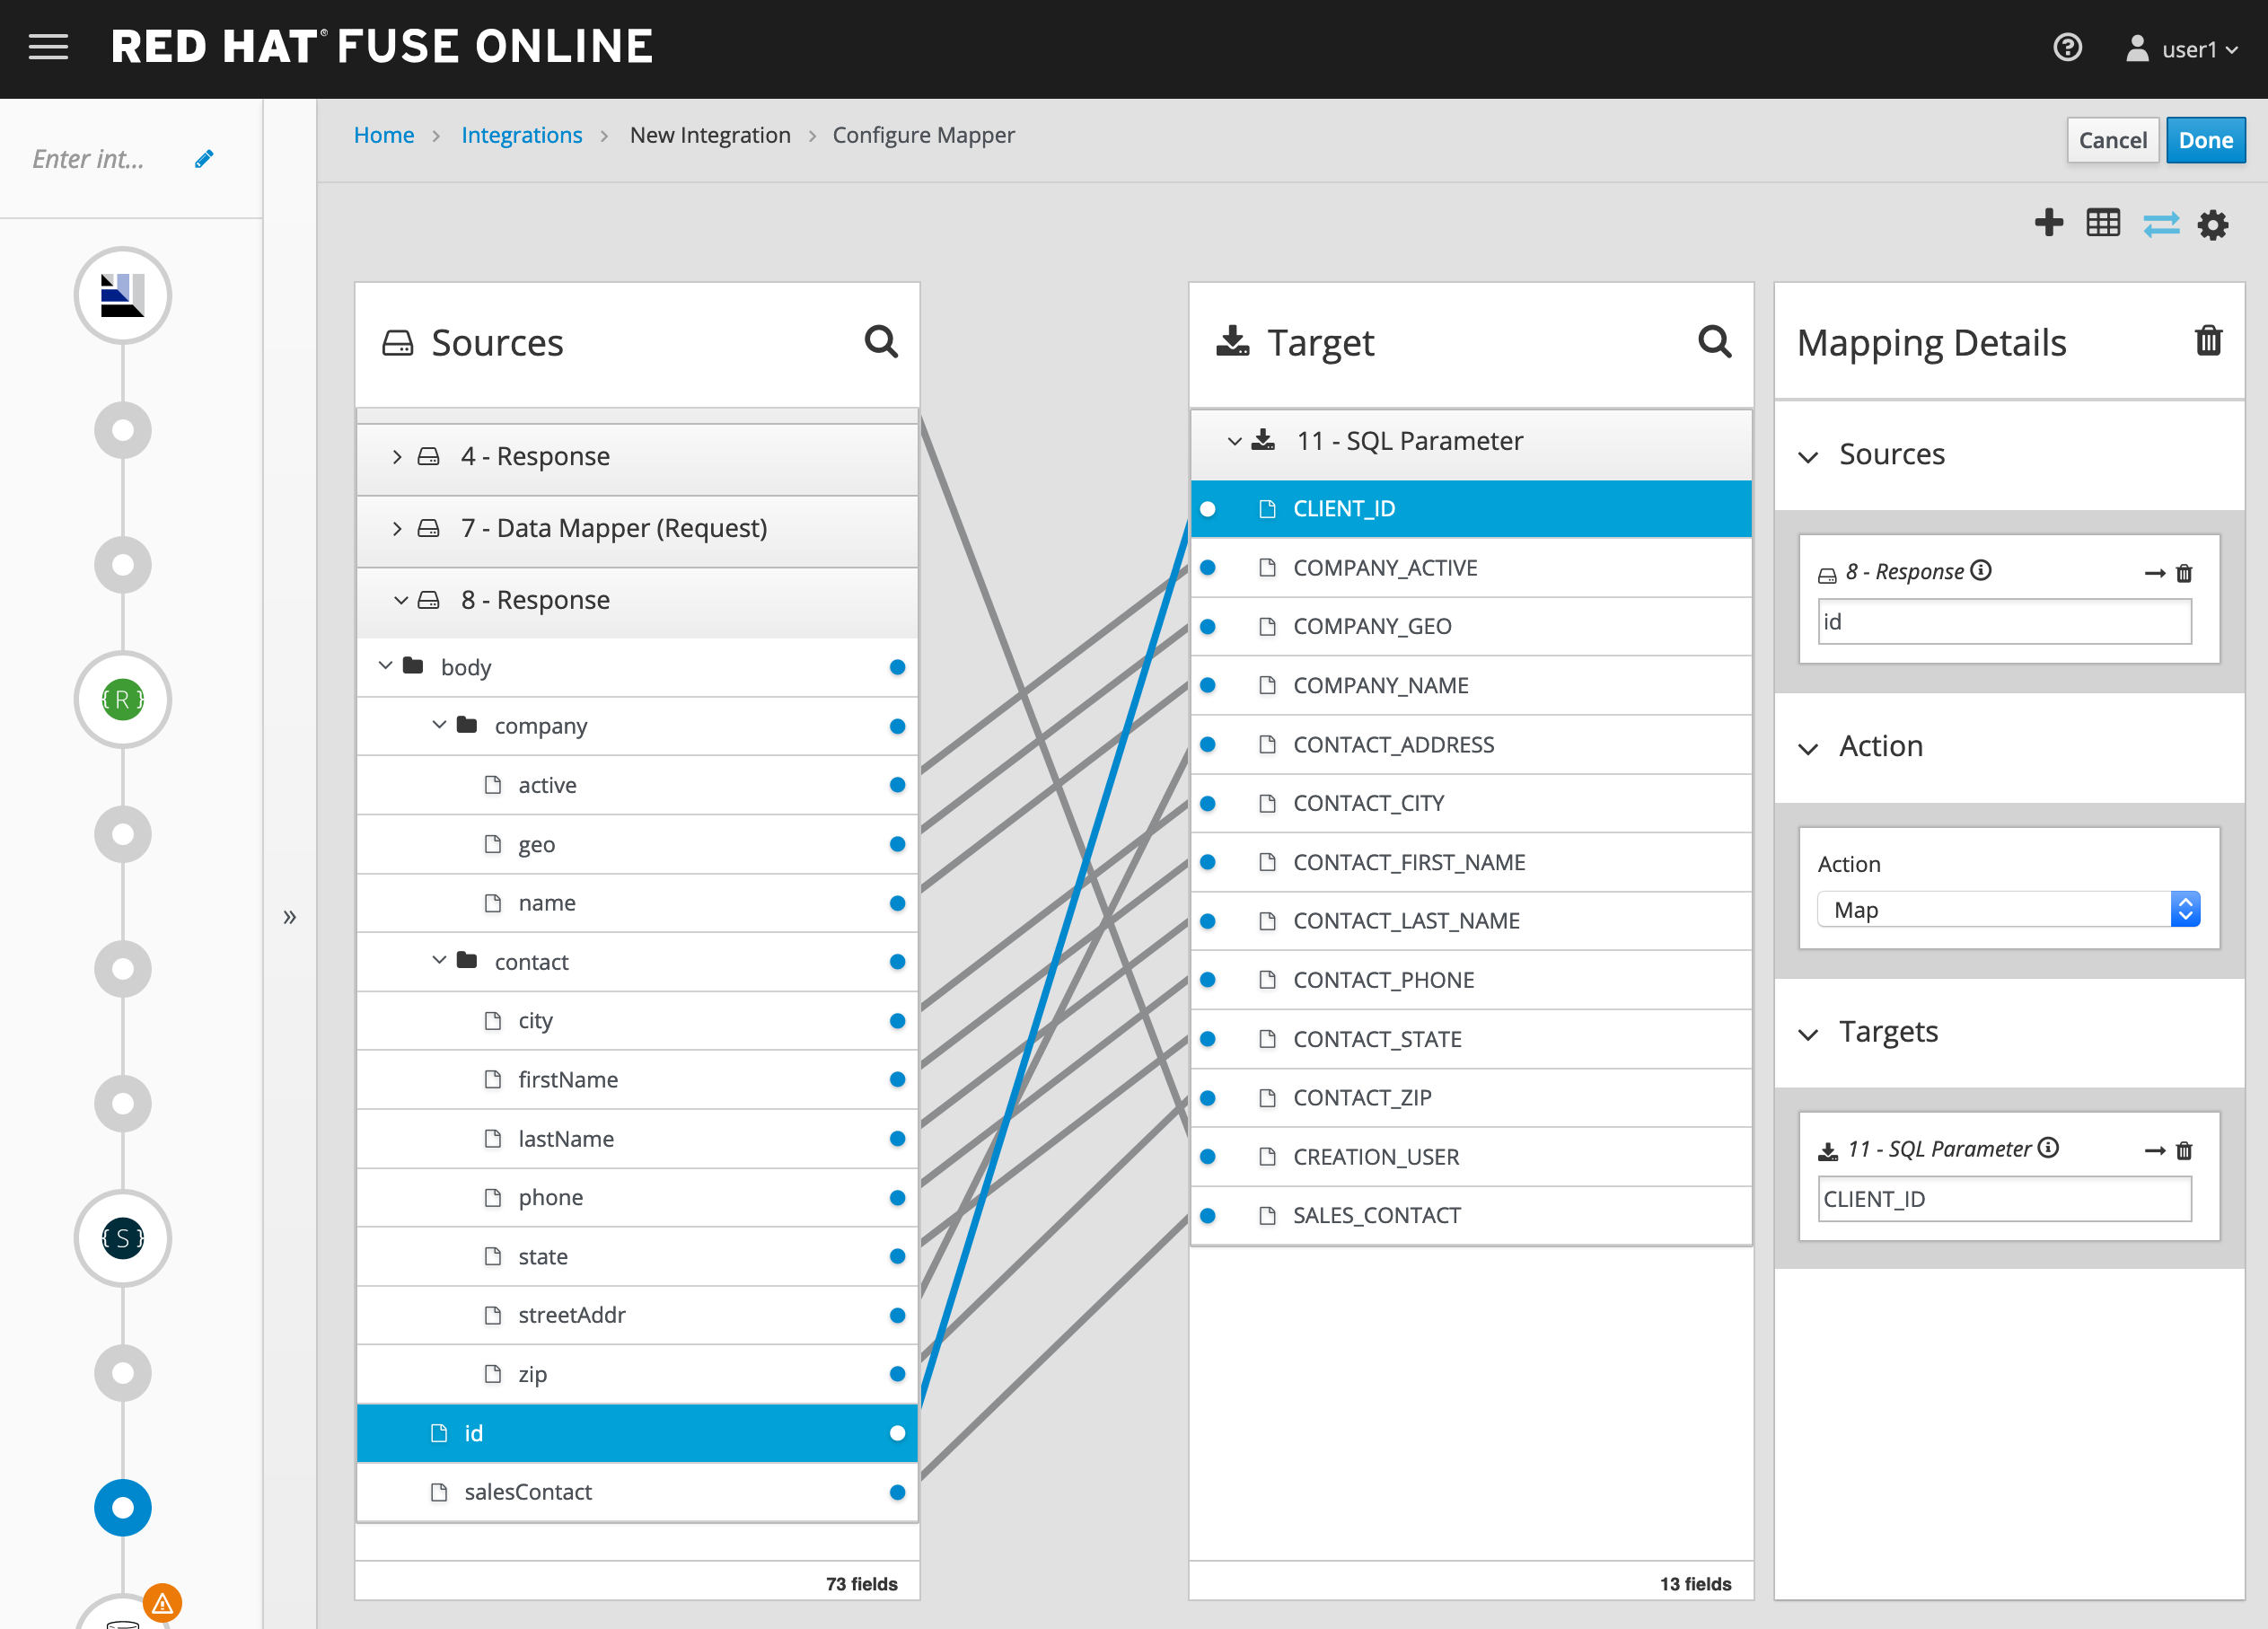 RED HAT® FUSE ONLINE
user1
Enter int...
Home > Integrations > New Integration > Configure Mapper
Cancel
Done
{ R }
{ S }
»
Sources
4 - Response
7 - Data Mapper (Request)
8 - Response
body
company
active
geo
name
contact
city
firstName
lastName
phone
state
streetAddr
zip
id
salesContact
73 fields
Target
11 - SQL Parameter
CLIENT_ID
COMPANY_ACTIVE
COMPANY_GEO
COMPANY_NAME
CONTACT_ADDRESS
CONTACT_CITY
CONTACT_FIRST_NAME
CONTACT_LAST_NAME
CONTACT_PHONE
CONTACT_STATE
CONTACT_ZIP
CREATION_USER
SALES_CONTACT
13 fields
Mapping Details
Sources
8 - Response
id
Action
Action
Map
Targets
11 - SQL Parameter
CLIENT_ID